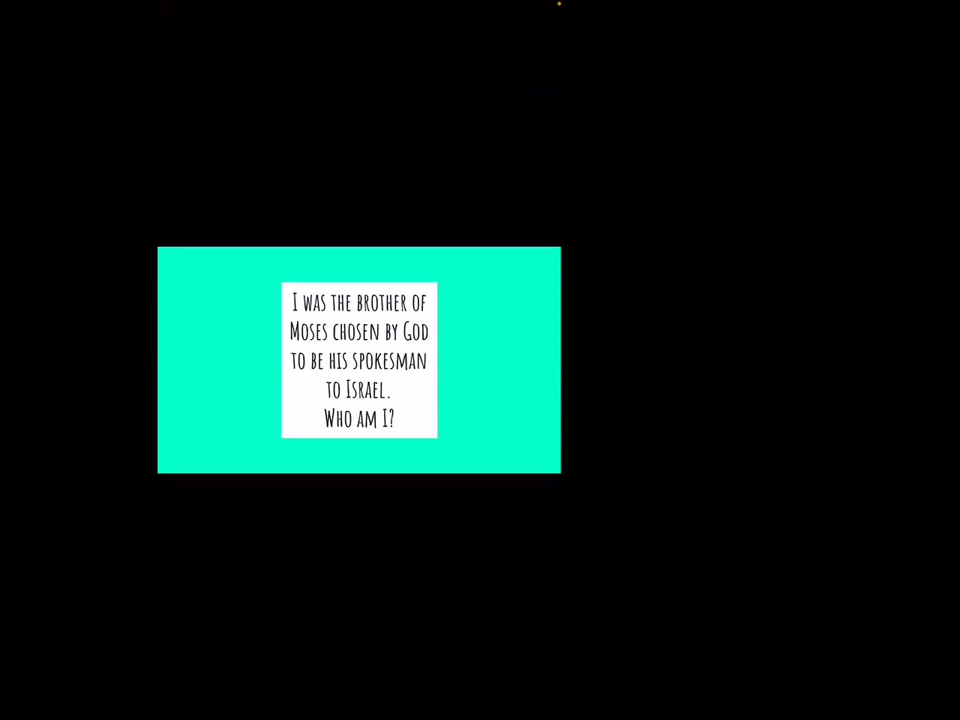 I was the brother of
Moses chosen by God
to be his spokesman
to Israel.
Who am I?